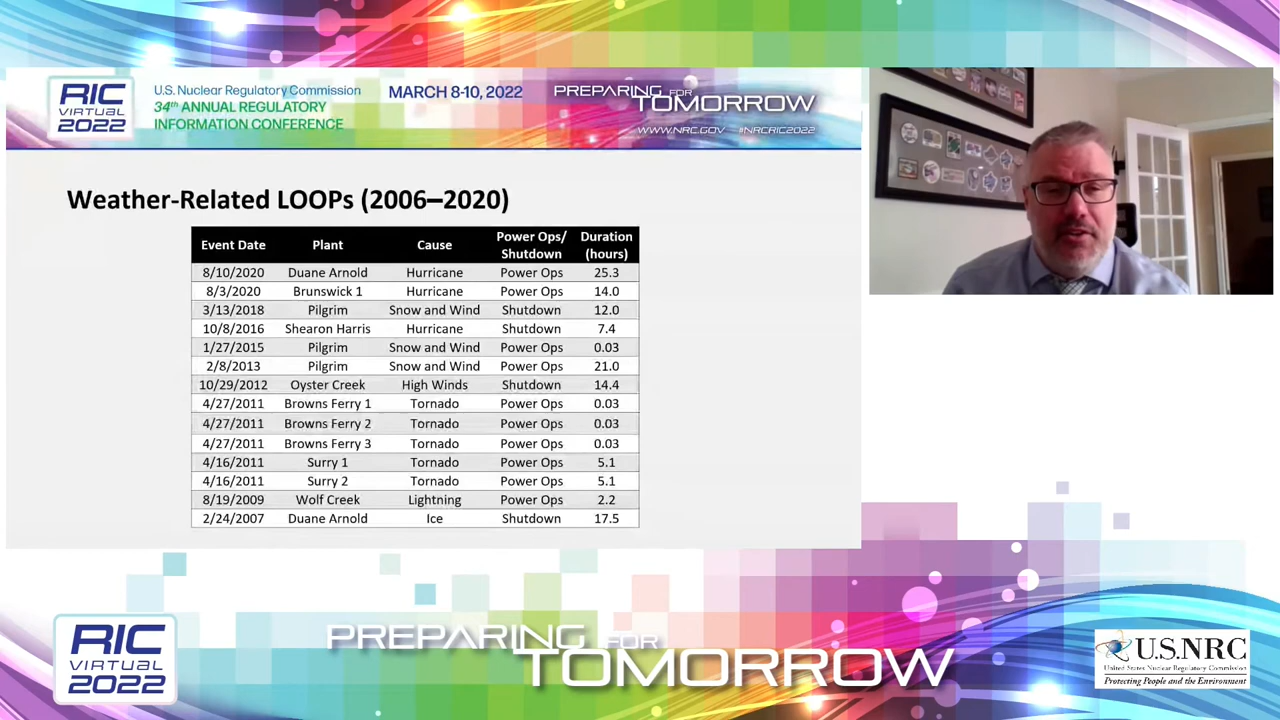 RIC
VIRTUAL
2022
U.S. Nuclear Regulatory Commission
34th ANNUAL REGULATORY
INFORMATION CONFERENCE
MARCH 8-10, 2022
PREPARING FOR
TOMORROW
WWW.NRC.GOV #NRCRIC2022
Weather-Related LOOPs (2006–2020)
Event Date Plant Cause Power Ops/ Shutdown Duration (hours)
8/10/2020 Duane Arnold Hurricane Power Ops 25.3
8/3/2020 Brunswick 1 Hurricane Power Ops 14.0
3/13/2018 Pilgrim Snow and Wind Shutdown 12.0
10/8/2016 Shearon Harris Hurricane Shutdown 7.4
1/27/2015 Pilgrim Snow and Wind Power Ops 0.03
2/8/2013 Pilgrim Snow and Wind Power Ops 21.0
10/29/2012 Oyster Creek High Winds Shutdown 14.4
4/27/2011 Browns Ferry 1 Tornado Power Ops 0.03
4/27/2011 Browns Ferry 2 Tornado Power Ops 0.03
4/27/2011 Browns Ferry 3 Tornado Power Ops 0.03
4/16/2011 Surry 1 Tornado Power Ops 5.1
4/16/2011 Surry 2 Tornado Power Ops 5.1
8/19/2009 Wolf Creek Lightning Power Ops 2.2
2/24/2007 Duane Arnold Ice Shutdown 17.5
RIC
VIRTUAL
2022
PREPARING FOR
TOMORROW
U.S.NRC
United States Nuclear Regulatory Commission
Protecting People and the Environment